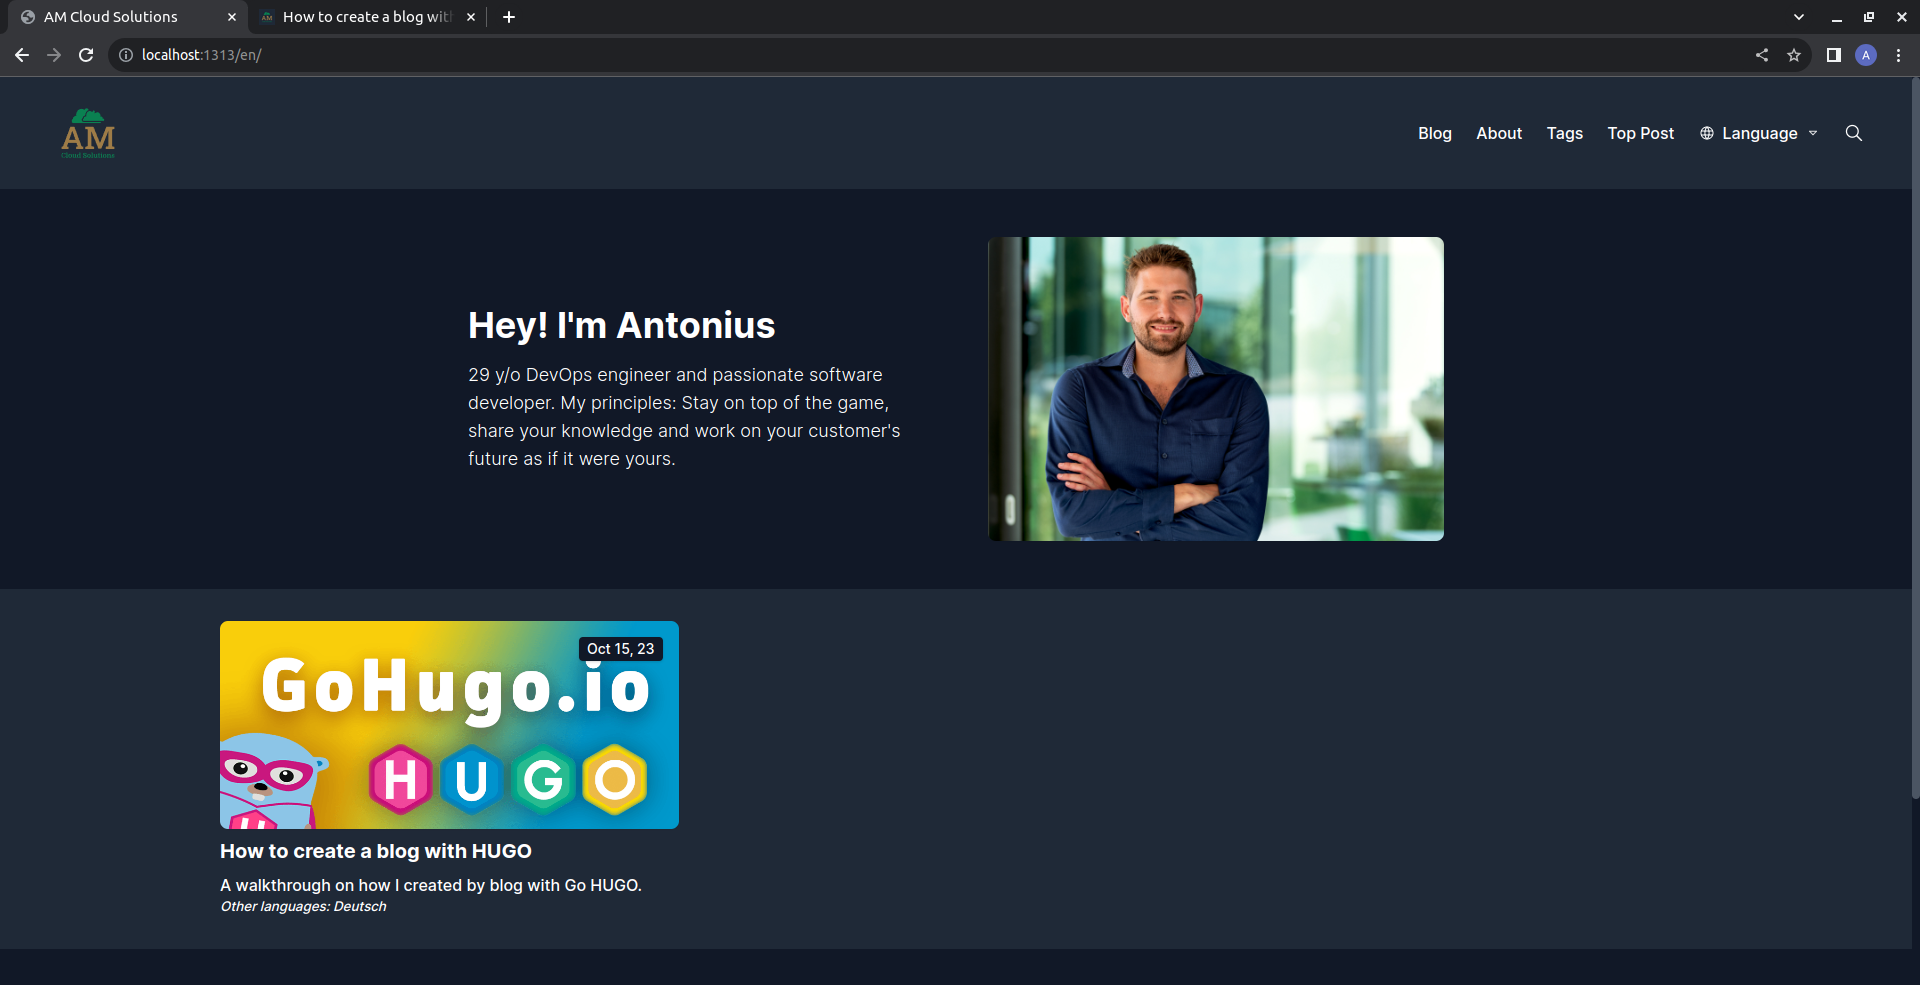 AM Cloud Solutions
How to create a blog wit
localhost:1313/en/
A
AM
Cloud Solutions
Blog About Tags Top Post Language
Hey! I'm Antonius
29 y/o DevOps engineer and passionate software
developer. My principles: Stay on top of the game,
share your knowledge and work on your customer's
future as if it were yours.
Oct 15, 23
GoHugo.io
HUGO
How to create a blog with HUGO
A walkthrough on how I created by blog with Go HUGO.
Other languages: Deutsch